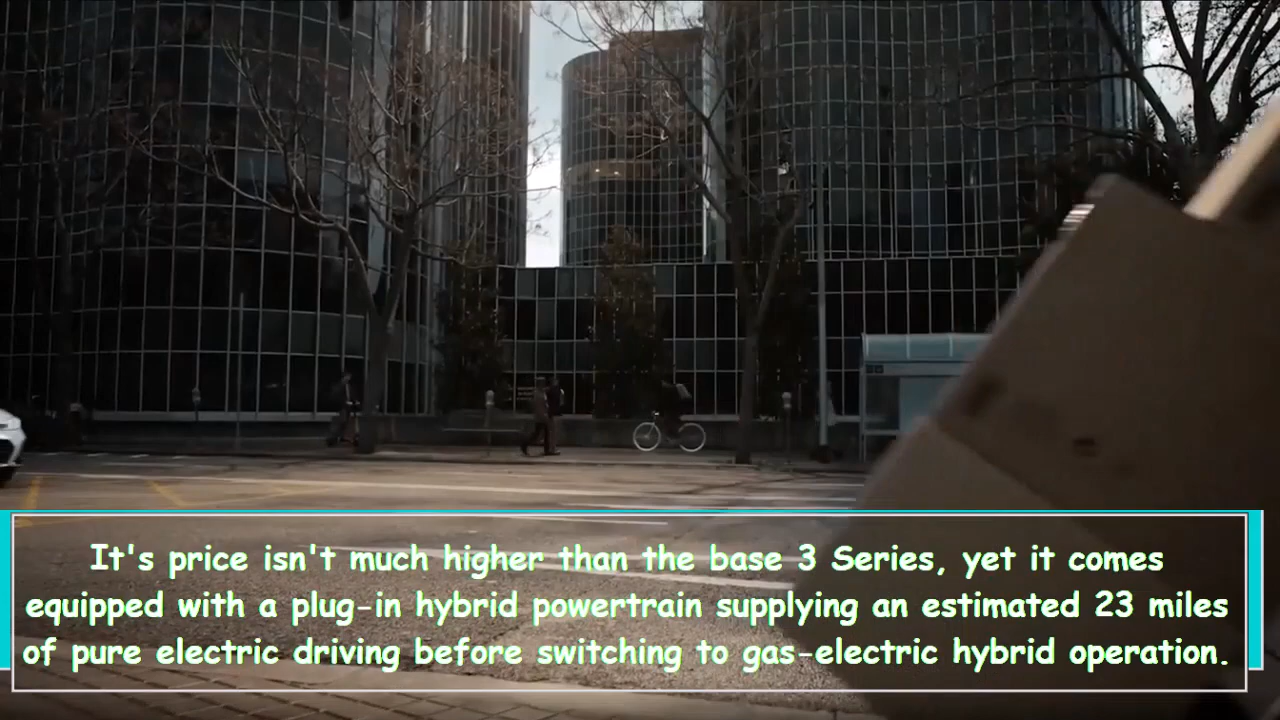 It's price isn't much higher than the base 3 Series, yet it comes
equipped with a plug-in hybrid powertrain supplying an estimated 23 miles
of pure electric driving before switching to gas-electric hybrid operation.